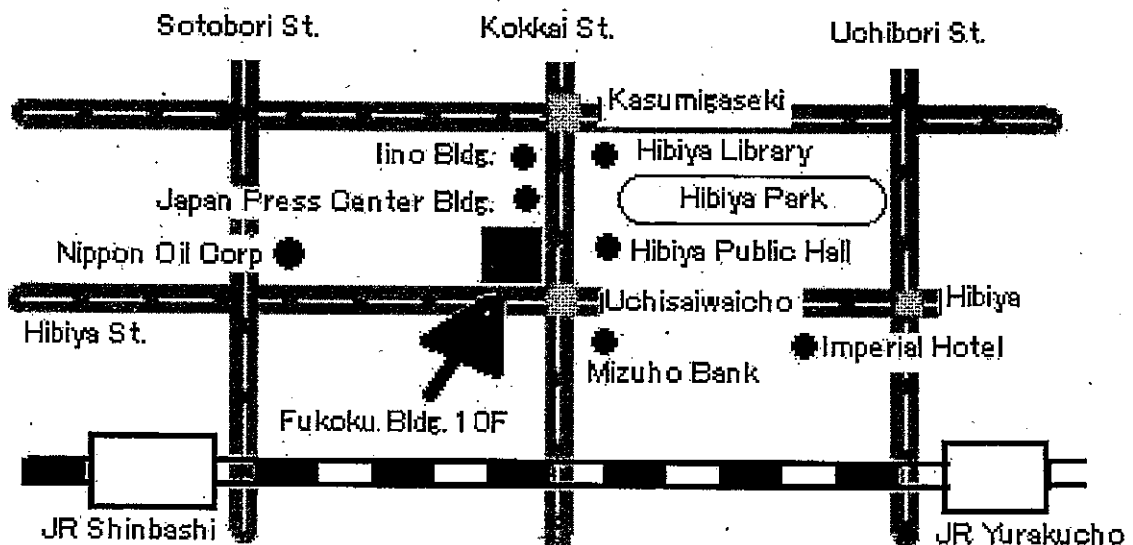 Sotobori St.
Kokkai St.
Uchibori St.
Kasumigaseki
Iino Bldg.
Hibiya Library
Japan Press Center Bldg.
Hibiya Park
Nippon Oil Corp
Hibiya Public Hall
Uchisaiwaicho
Hibiya
Hibiya St.
Imperial Hotel
Mizuho Bank
Fukoku. Bldg. 10F
JR Shinbashi
JR Yurakucho